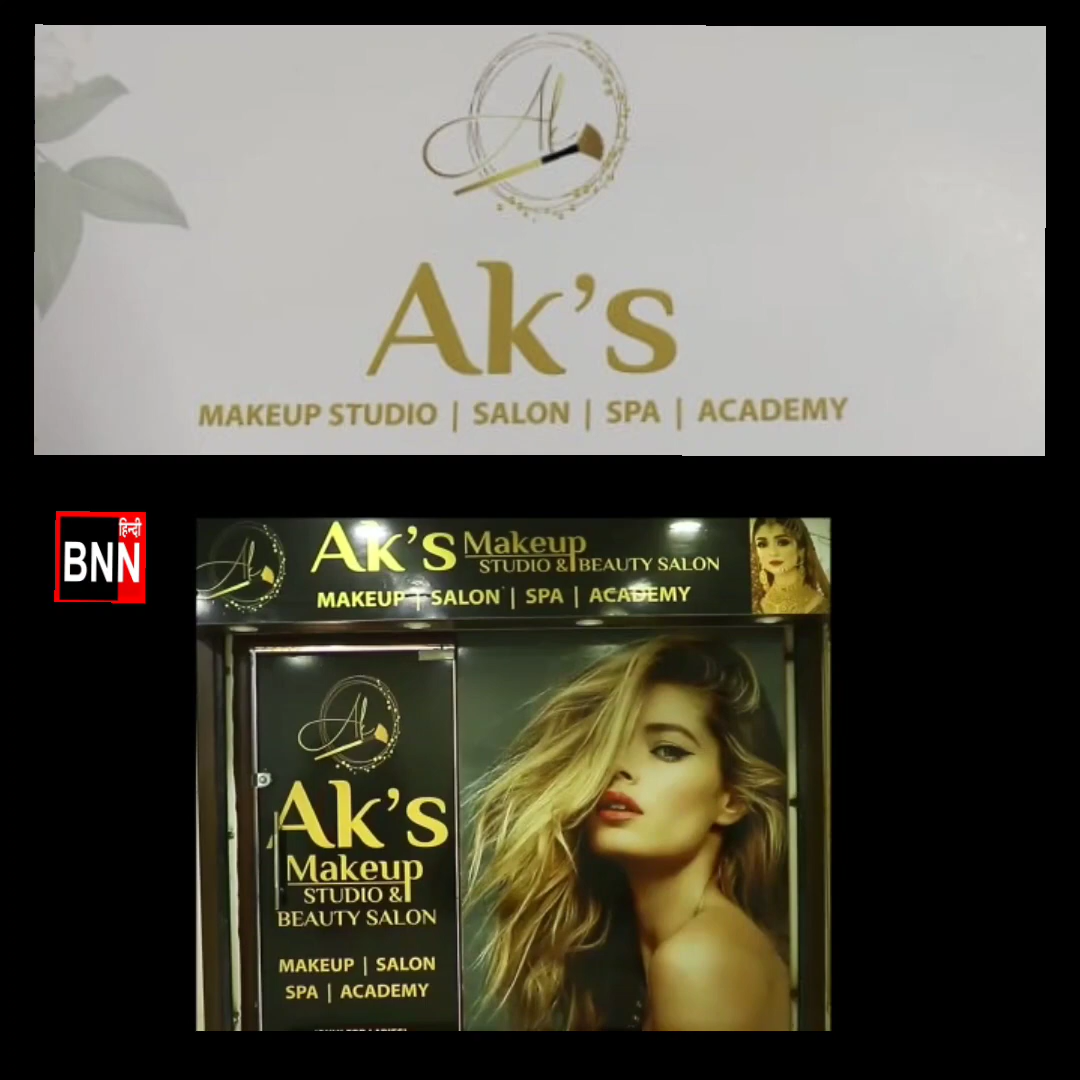 Ak
Ak's
MAKEUP STUDIO | SALON | SPA | ACADEMY
हिन्दी
BNN
Ak
Ak's Makeup
STUDIO & BEAUTY SALON
MAKEUP | SALON | SPA | ACADEMY
Ak
Ak's
Makeup
STUDIO &
BEAUTY SALON
MAKEUP | SALON
SPA | ACADEMY